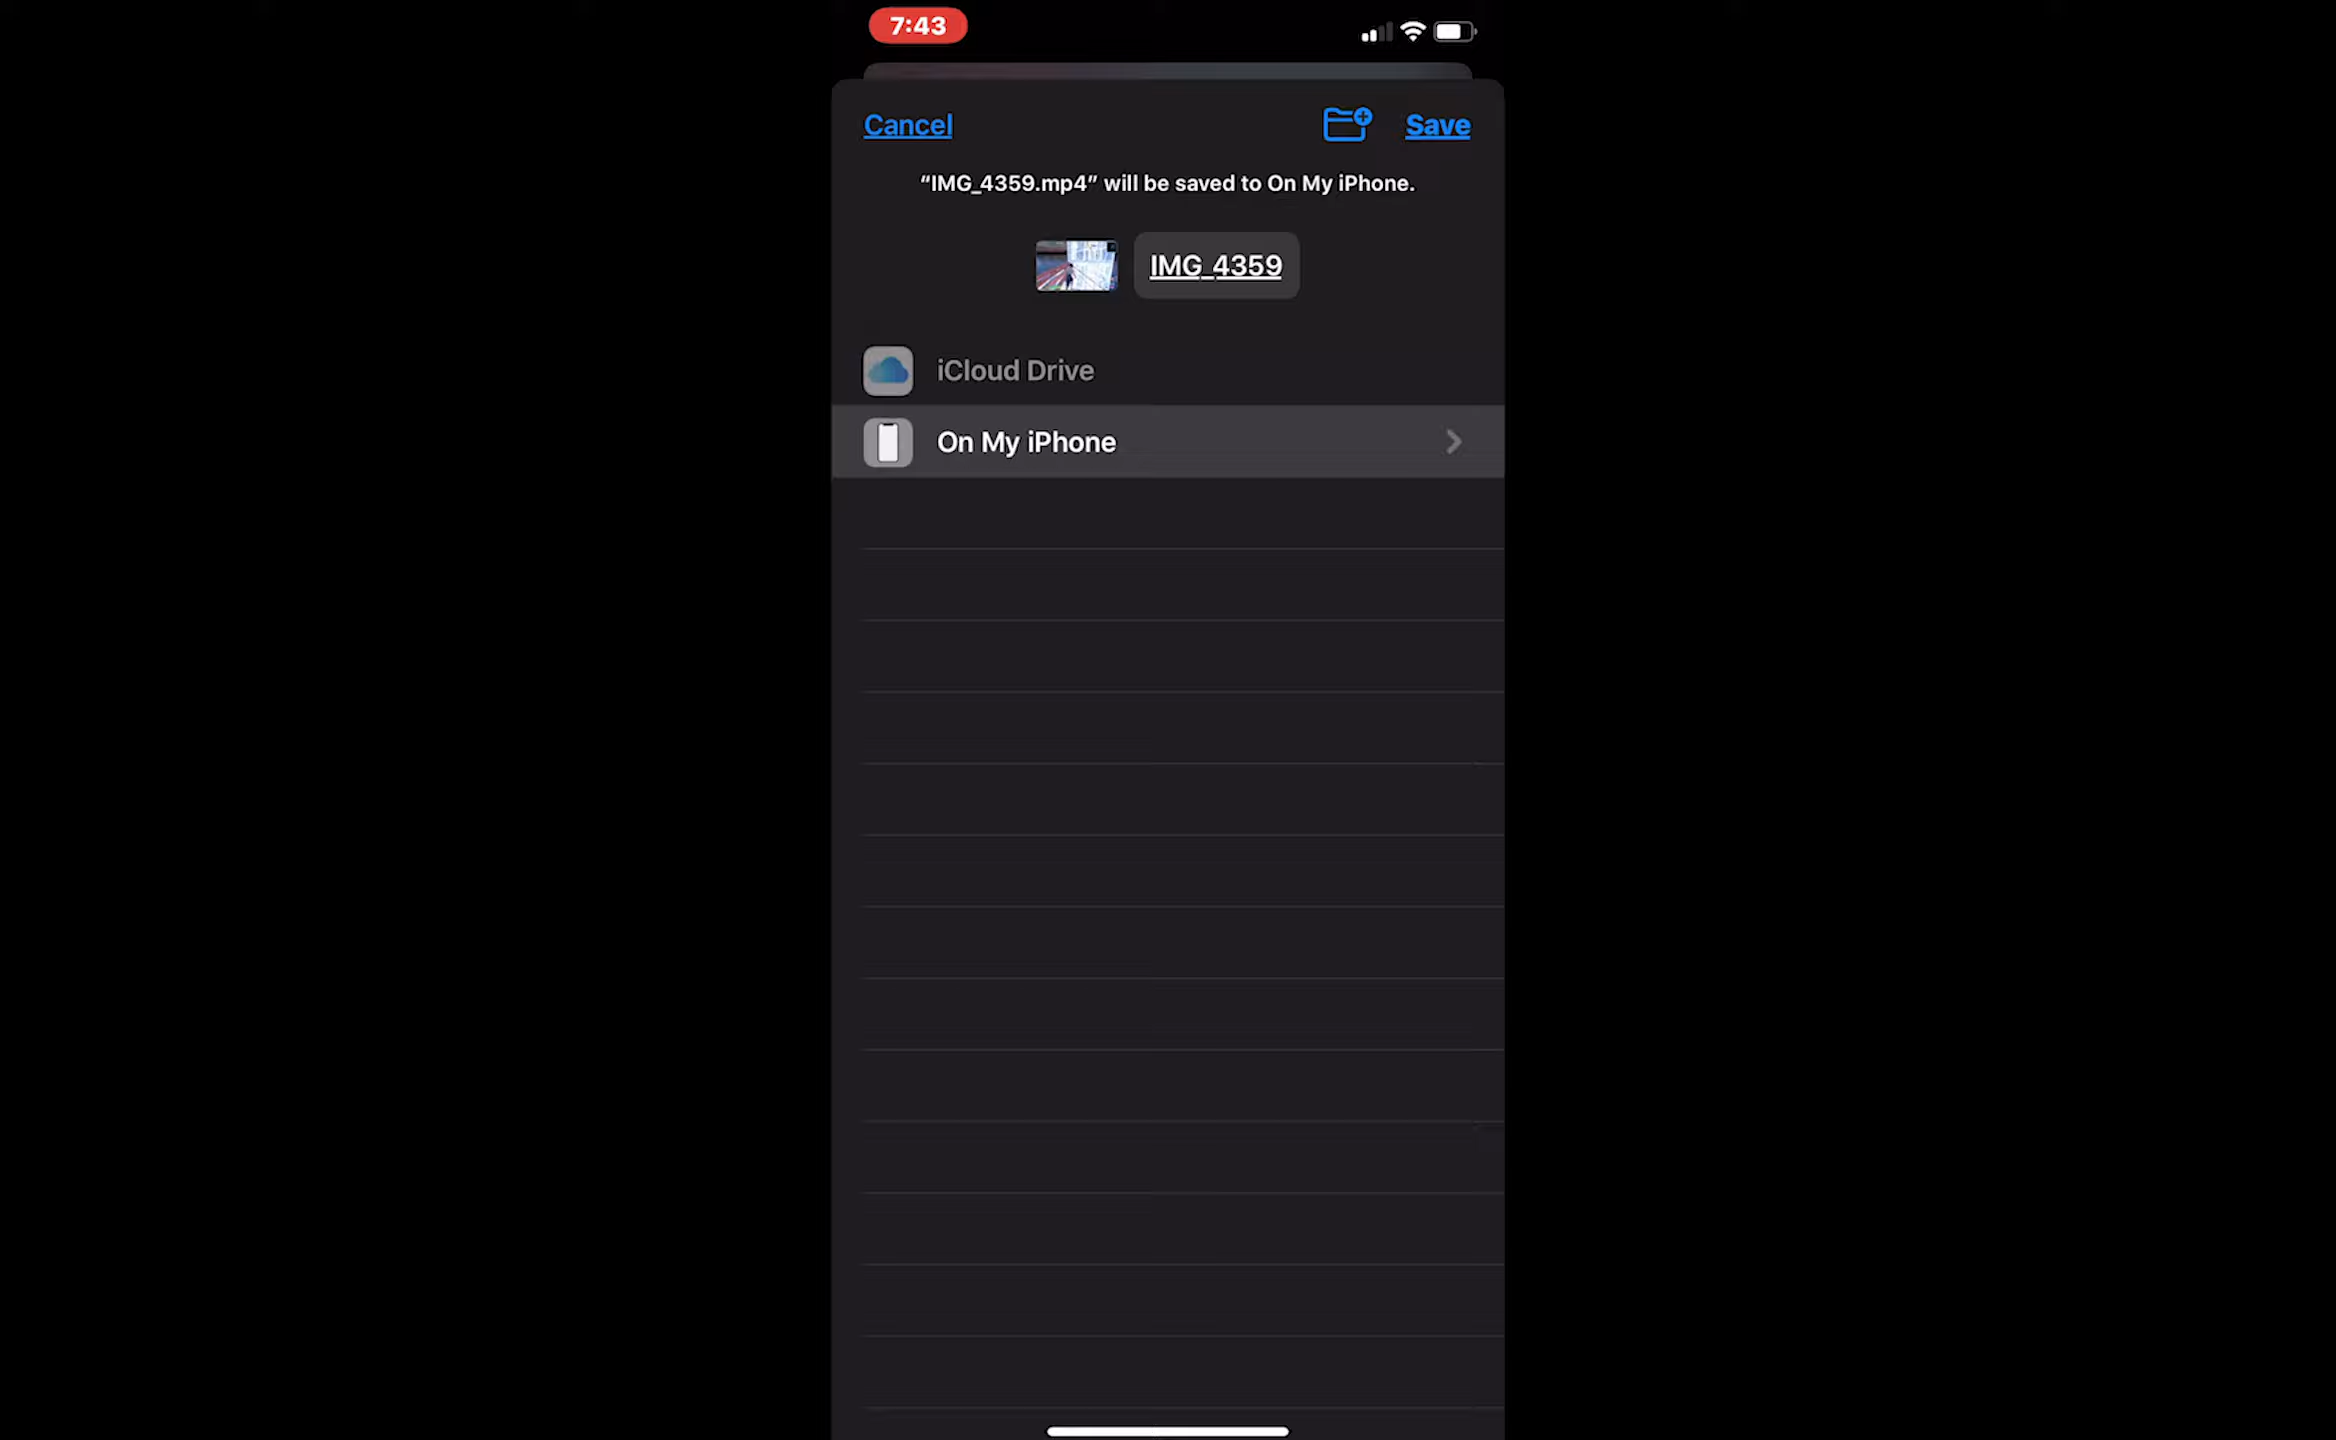 7:43
Cancel
Save
“IMG_4359.mp4” will be saved to On My iPhone.
IMG_4359
iCloud Drive
On My iPhone